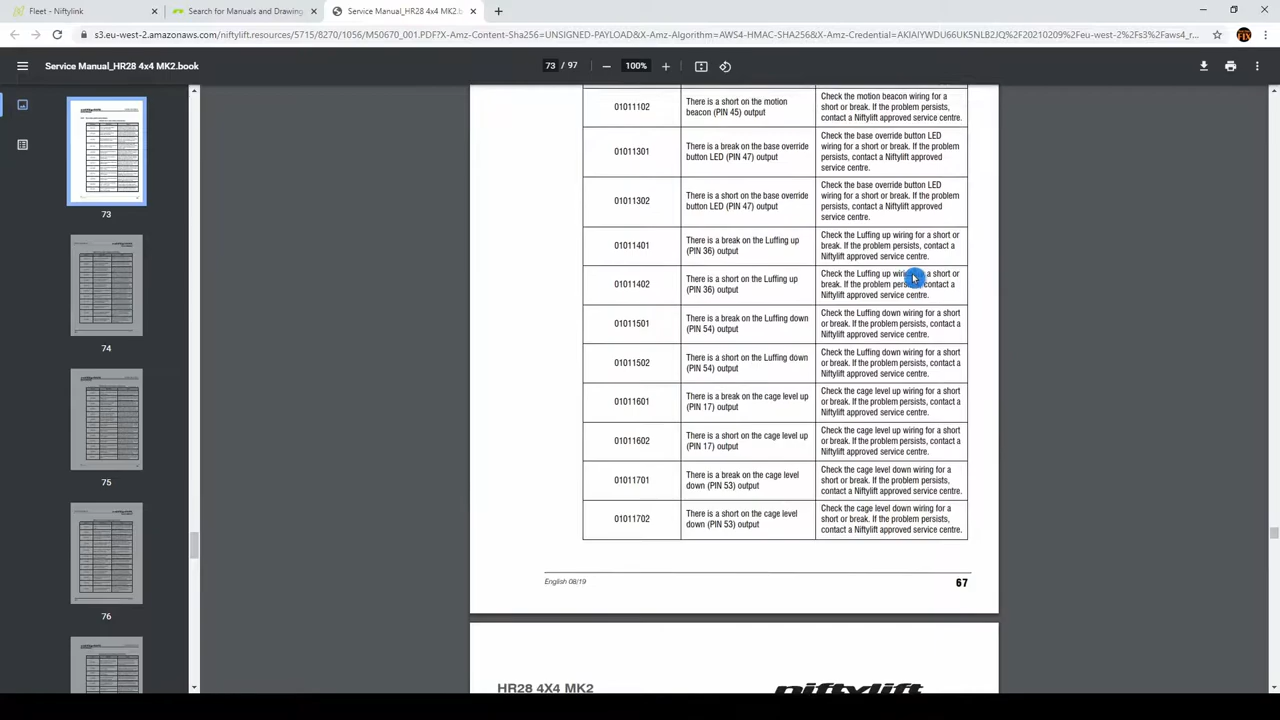 Fleet - Niftylink
Search for Manuals and Drawing
Service Manual_HR28 4x4 MK2.b
s3.eu-west-2.amazonaws.com/niftylift.resources/5715/8270/1056/M50670_001.PDF?X-Amz-Content-Sha256=UNSIGNED-PAYLOAD&X-Amz-Algorithm=AWS4-HMAC-SHA256&X-Amz-Credential=AKIAIYWDU66UK5NLB2JQ%2F20210209%2Feu-west-2%2Fs3%2Faws4_r...
Service Manual_HR28 4x4 MK2.book
73 / 97
100%
73
74
75
76
01011102
There is a short on the motion
beacon (PIN 45) output
Check the motion beacon wiring for a
short or break. If the problem persists,
contact a Niftylift approved service centre.
01011301
There is a break on the base override
button LED (PIN 47) output
Check the base override button LED
wiring for a short or break. If the problem
persists, contact a Niftylift approved
service centre.
01011302
There is a short on the base override
button LED (PIN 47) output
Check the base override button LED
wiring for a short or break. If the problem
persists, contact a Niftylift approved
service centre.
01011401
There is a break on the Luffing up
(PIN 36) output
Check the Luffing up wiring for a short or
break. If the problem persists, contact a
Niftylift approved service centre.
01011402
There is a short on the Luffing up
(PIN 36) output
Check the Luffing up a short or
break. If the problem contact a
Niftylift approved service centre.
01011501
There is a break on the Luffing down
(PIN 54) output
Check the Luffing down wiring for a short
or break. If the problem persists, contact a
Niftylift approved service centre.
01011502
There is a short on the Luffing down
(PIN 54) output
Check the Luffing down wiring for a short
or break. If the problem persists, contact a
Niftylift approved service centre.
01011601
There is a break on the cage level up
(PIN 17) output
Check the cage level up wiring for a short
or break. If the problem persists, contact a
Niftylift approved service centre.
01011602
There is a short on the cage level up
(PIN 17) output
Check the cage level up wiring for a short
or break. If the problem persists, contact a
Niftylift approved service centre.
01011701
There is a break on the cage level
down (PIN 53) output
Check the cage level down wiring for a
short or break. If the problem persists,
contact a Niftylift approved service centre.
01011702
There is a short on the cage level
down (PIN 53) output
Check the cage level down wiring for a
short or break. If the problem persists,
contact a Niftylift approved service centre.
English 08/19
67
HR28 4X4 MK2
niftylift